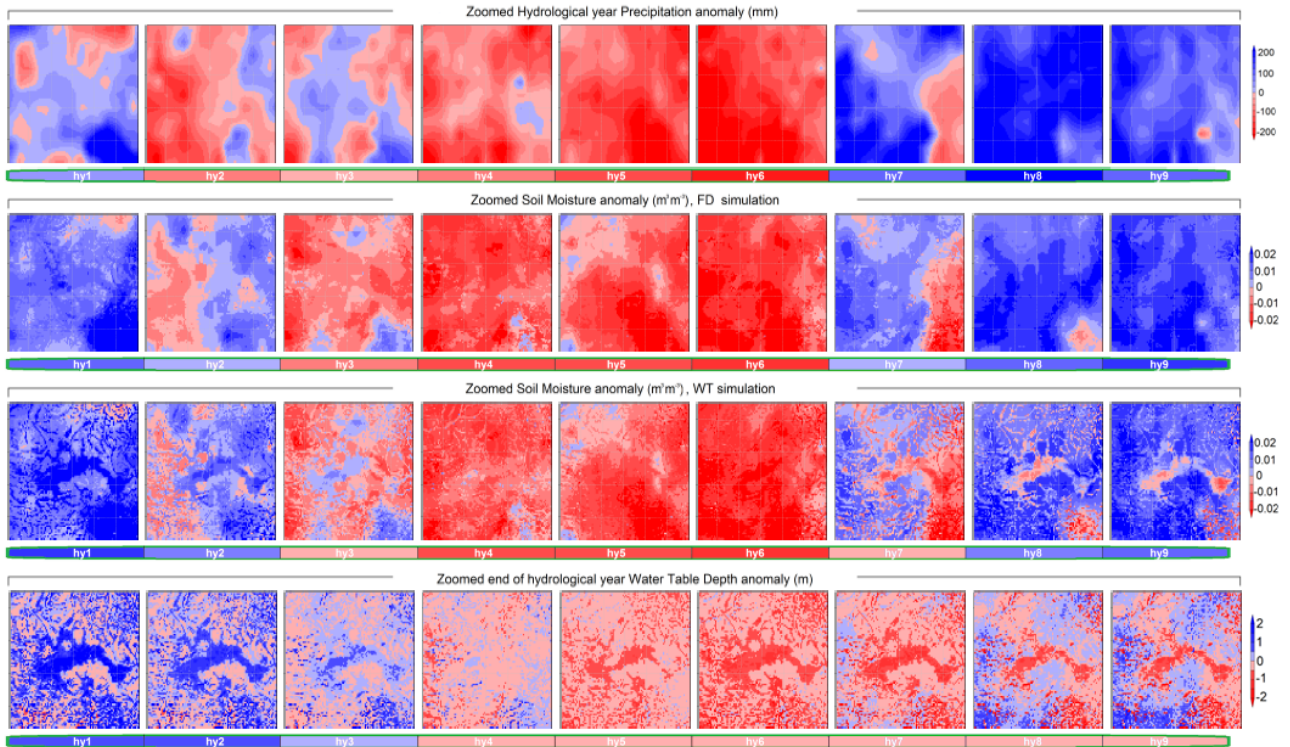 Zoomed Hydrological year Precipitation anomaly (mm)
200
100
0
-100
-200
hy1 hy2 hy3 hy4 hy5 hy6 hy7 hy8 hy9
Zoomed Soil Moisture anomaly (m³m⁻³), FD simulation
0.02
0.01
0
-0.01
-0.02
hy1 hy2 hy3 hy4 hy5 hy6 hy7 hy8 hy9
Zoomed Soil Moisture anomaly (m³m⁻³), WT simulation
0.02
0.01
0
-0.01
-0.02
hy1 hy2 hy3 hy4 hy5 hy6 hy7 hy8 hy9
Zoomed end of hydrological year Water Table Depth anomaly (m)
2
1
0
-1
-2
hy1 hy2 hy3 hy4 hy5 hy6 hy7 hy8 hy9